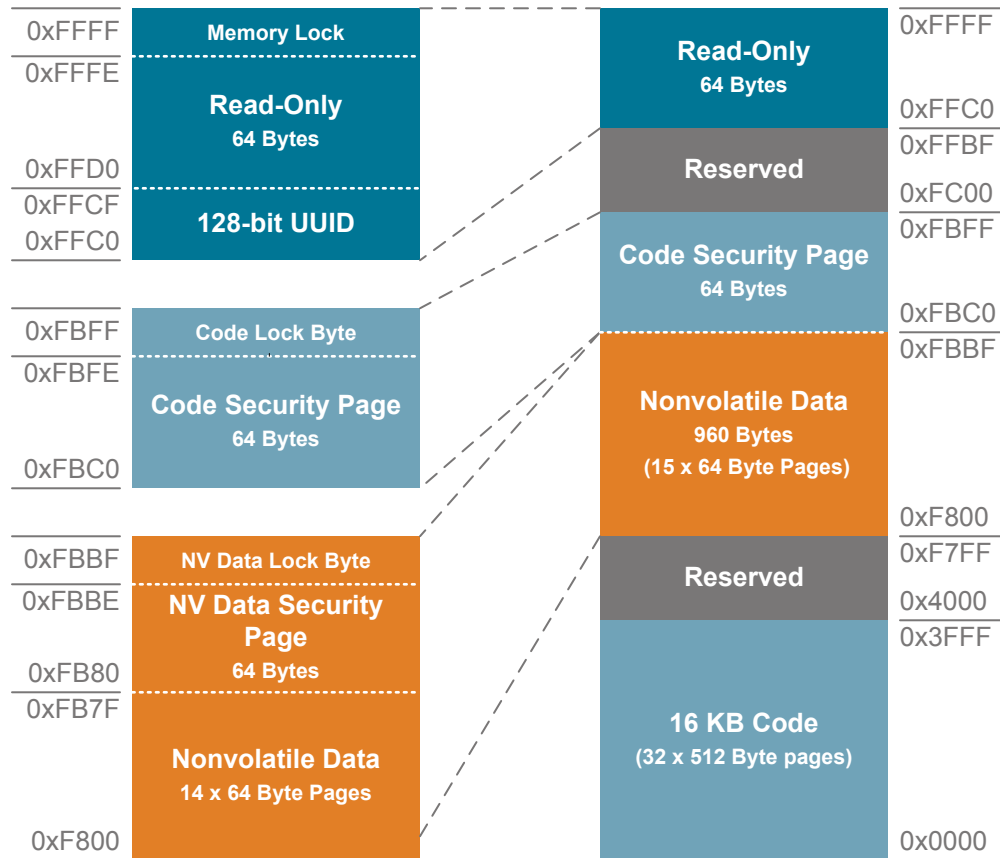 0xFFFF
Memory Lock
0xFFFE
Read-Only
64 Bytes
0xFFD0
0xFFCF
128-bit UUID
0xFFC0
0xFBFF
Code Lock Byte
0xFBFE
Code Security Page
64 Bytes
0xFBC0
0xFBBF
NV Data Lock Byte
0xFBBE
NV Data Security
Page
64 Bytes
0xFB80
0xFB7F
Nonvolatile Data
14 x 64 Byte Pages
0xF800
0xFFFF
Read-Only
64 Bytes
0xFFC0
0xFFBF
Reserved
0xFC00
0xFBFF
Code Security Page
64 Bytes
0xFBC0
0xFBBF
Nonvolatile Data
960 Bytes
(15 x 64 Byte Pages)
0xF800
0xF7FF
Reserved
0x4000
0x3FFF
16 KB Code
(32 x 512 Byte pages)
0x0000